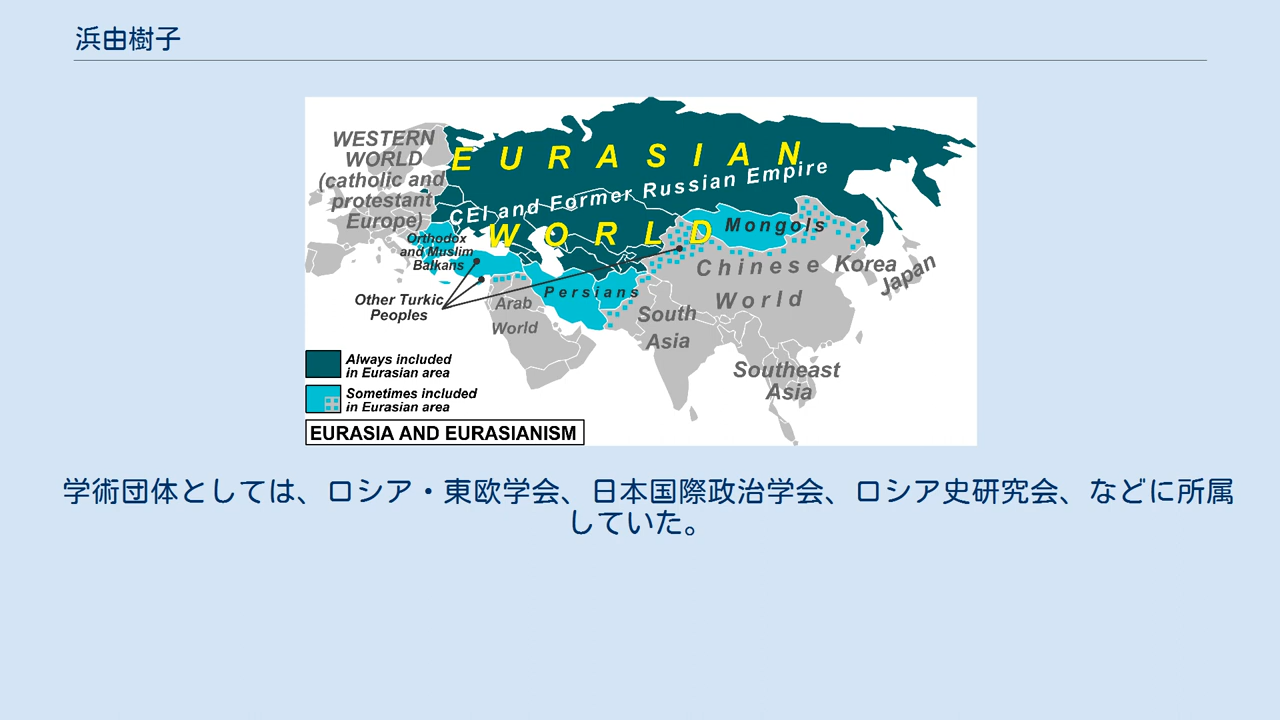 浜由樹子
WESTERN
WORLD
(catholic and
protestant
Europe)
EURASIAN
CEI and Former Russian Empire
WORLD
Mongols
Orthodox
and Muslim
Balkans
Chinese
World
Korea
Japan
Persians
Other Turkic
Peoples
Arab
World
South
Asia
Southeast
Asia
Always included
in Eurasian area
Sometimes included
in Eurasian area
EURASIA AND EURASIANISM
学術団体としては、ロシア・東欧学会、日本国際政治学会、ロシア史研究会、などに所属
していた。